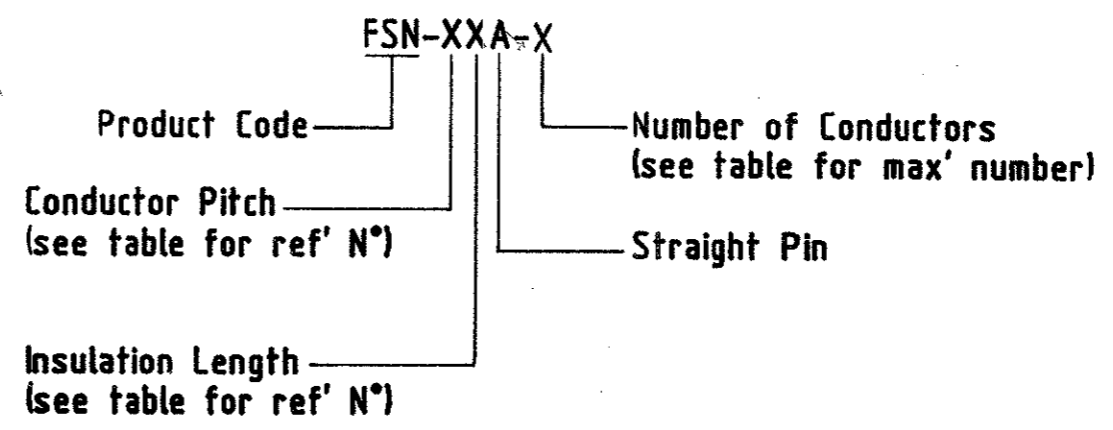 FSN-XXA-X
Product Code
Number of Conductors
(see table for max' number)
Conductor Pitch
(see table for ref' N°)
Straight Pin
Insulation Length
(see table for ref' N°)